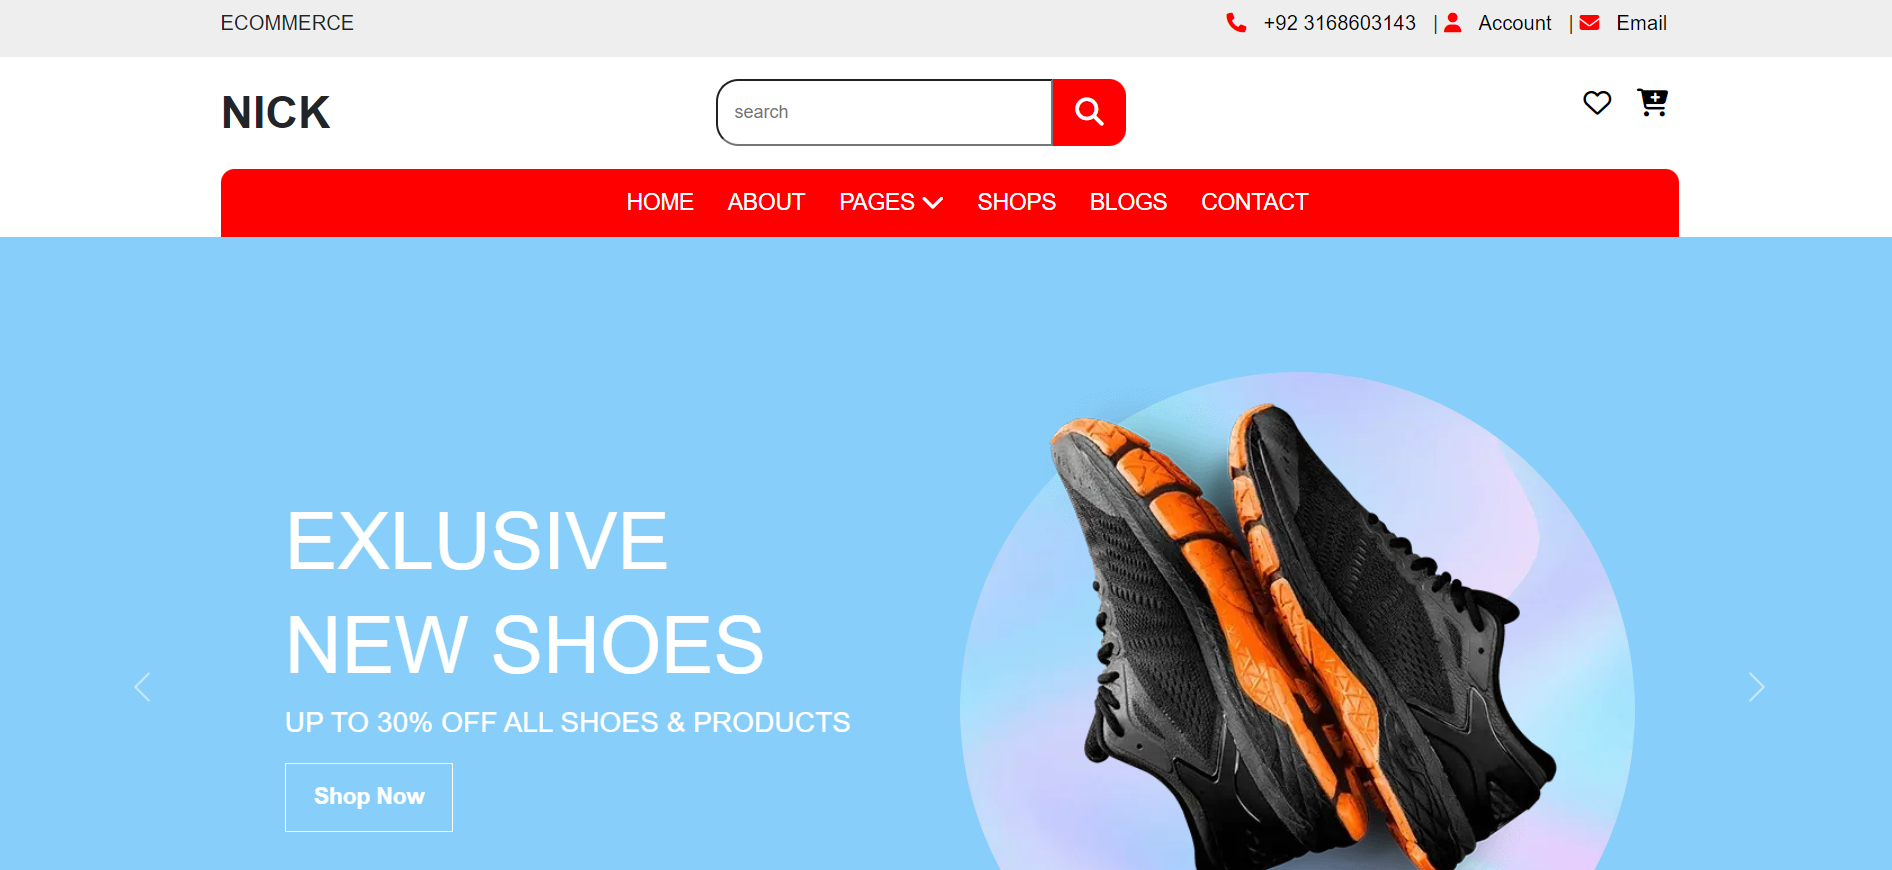 ECOMMERCE
+92 3168603143 | Account | Email
NICK
search
HOME ABOUT PAGES SHOPS BLOGS CONTACT
EXLUSIVE
NEW SHOES
UP TO 30% OFF ALL SHOES & PRODUCTS
Shop Now